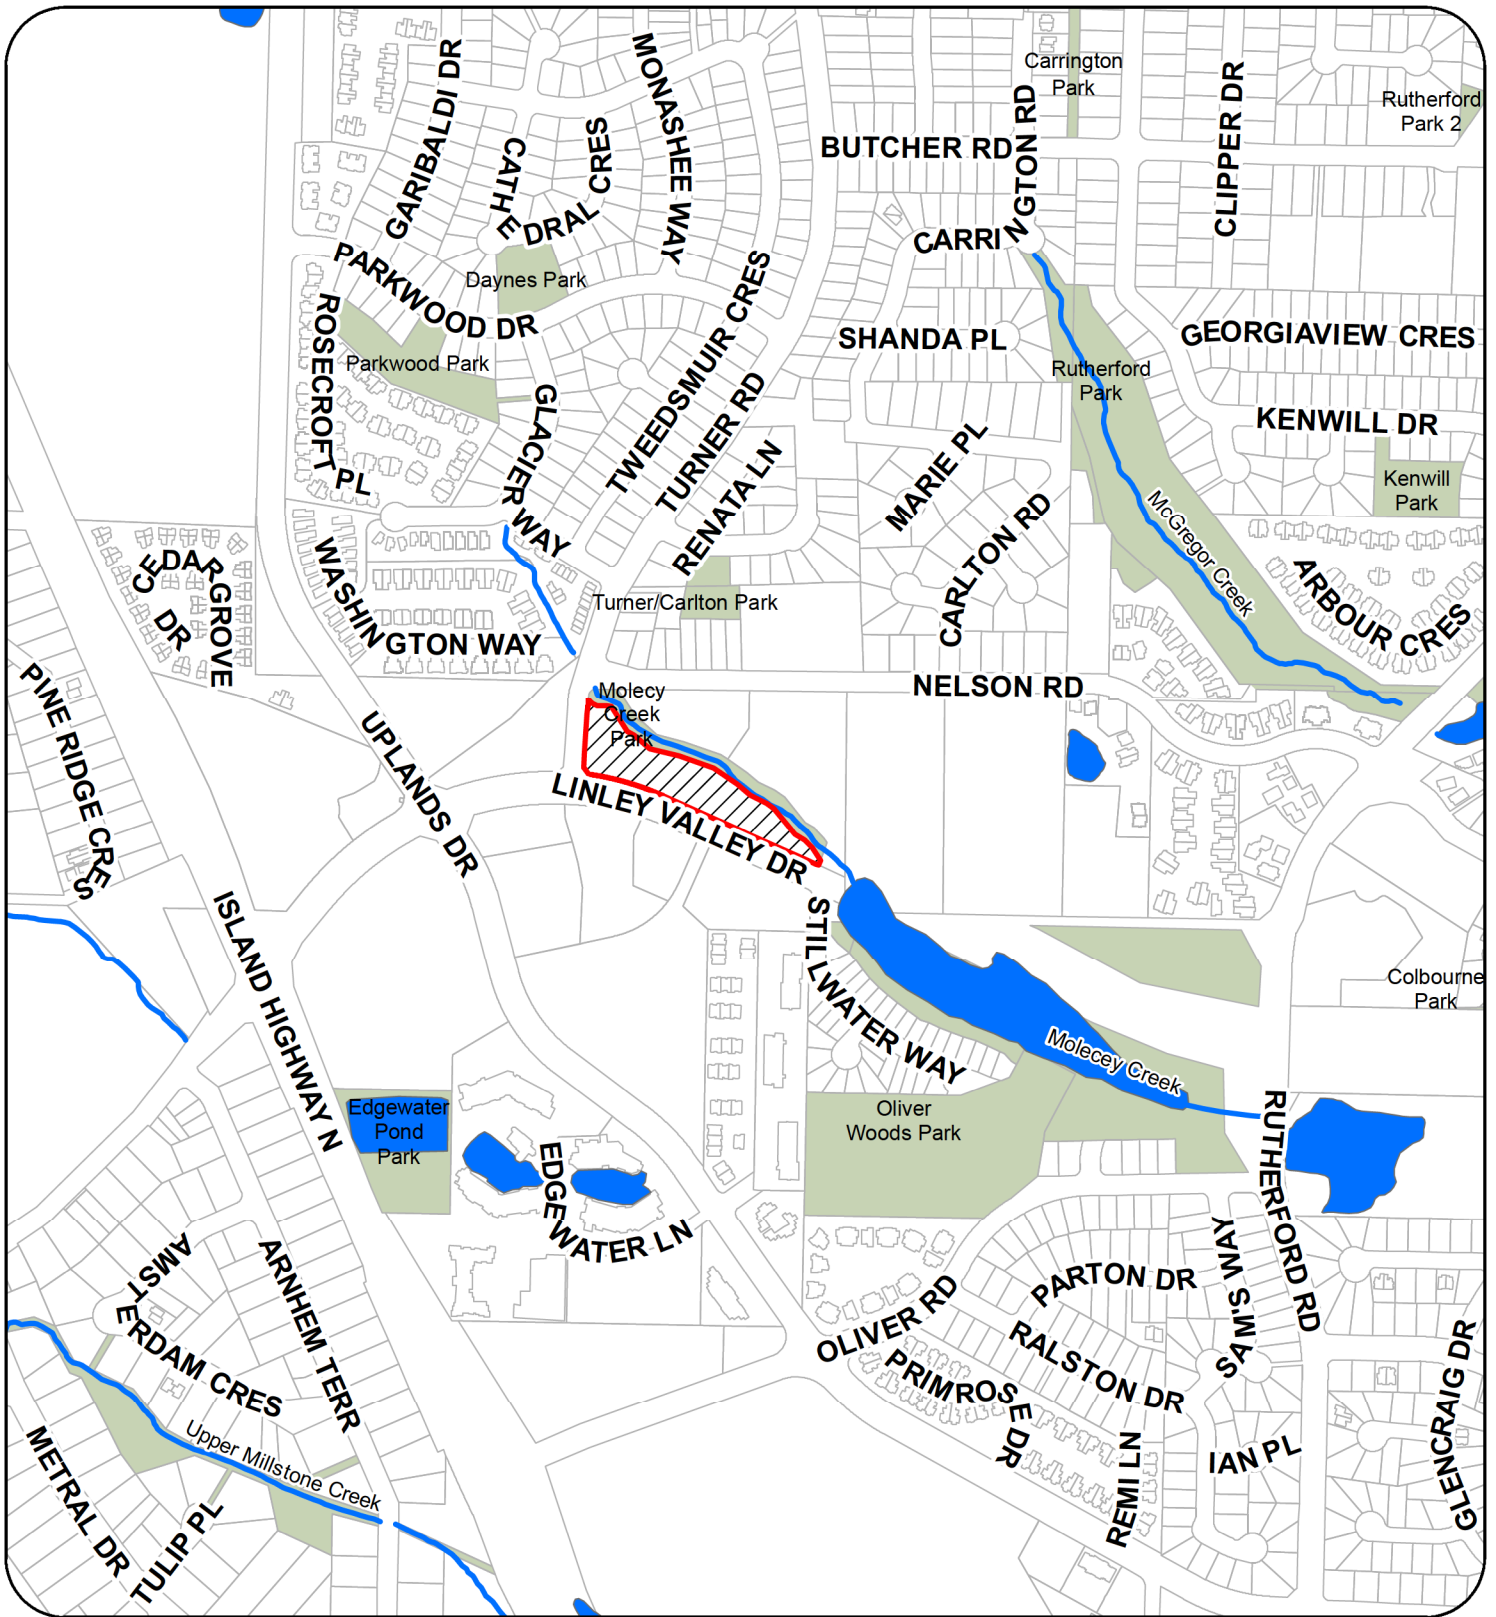 Carrington
Park
Rutherford
Park 2
GARIBALDI DR
MONASHEE WAY
CLIPPER DR
CATHEDRAL CRES
BUTCHER RD
CARRINGTON RD
PARKWOOD DR
Daynes Park
ROSECROFT PL
Parkwood Park
TWEEDSMUIR CRES
SHANDA PL
GEORGIAVIEW CRES
Rutherford
Park
GLACIER WAY
TURNER RD
KENWILL DR
RENATA LN
MARIE PL
Kenwill
Park
CARLTON RD
McGregor Creek
CEDARGROVE DR
WASHINGTON WAY
Turner/Carlton Park
ARBOUR CRES
PINE RIDGE CRES
NELSON RD
Molecy
Creek
Park
UPLANDS DR
LINLEY VALLEY DR
ISLAND HIGHWAY N
STILLWATER WAY
Colbourne
Park
Molecey Creek
Edgewater
Pond
Park
Oliver
Woods Park
EDGEWATER LN
RUTHERFORD RD
AMSTERDAM CRES
ARNHEM TERR
SAM'S WAY
PARTON DR
OLIVER RD
RALSTON DR
PRIMROSE DR
GLENCRAIG DR
Upper Millstone Creek
METRAL DR
TULIP PL
REMI LN
IAN PL